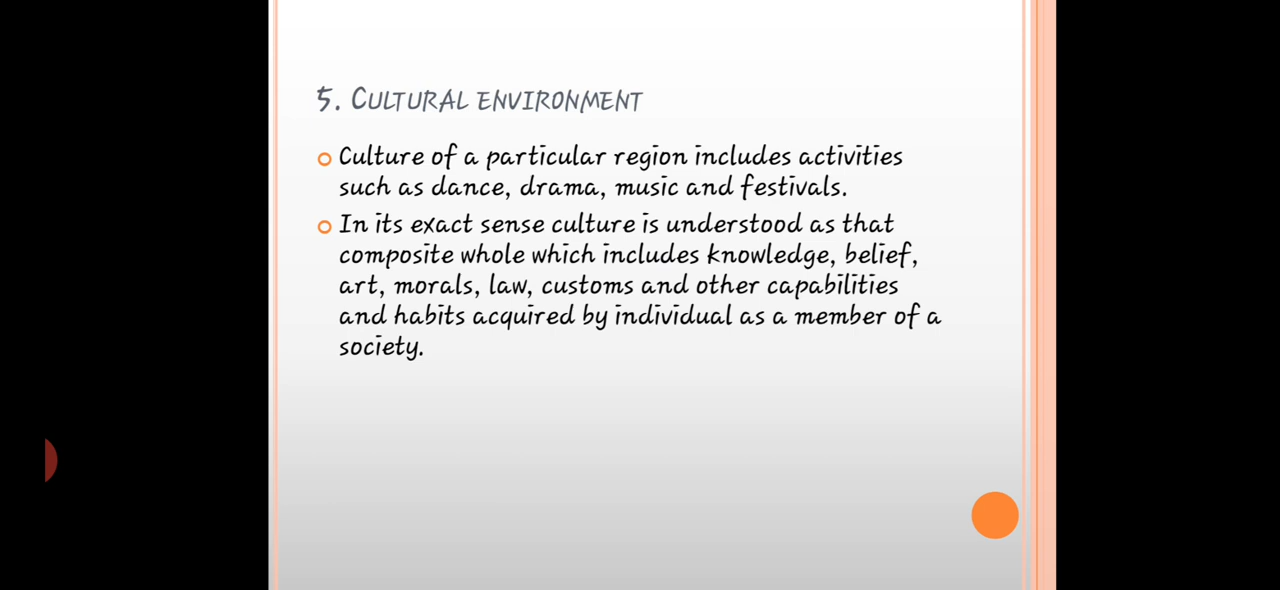 5. CULTURAL ENVIRONMENT
Culture of a particular region includes activities
such as dance, drama, music and festivals.
In its exact sense culture is understood as that
composite whole which includes knowledge, belief,
art, morals, law, customs and other capabilities
and habits acquired by individual as a member of a
society.